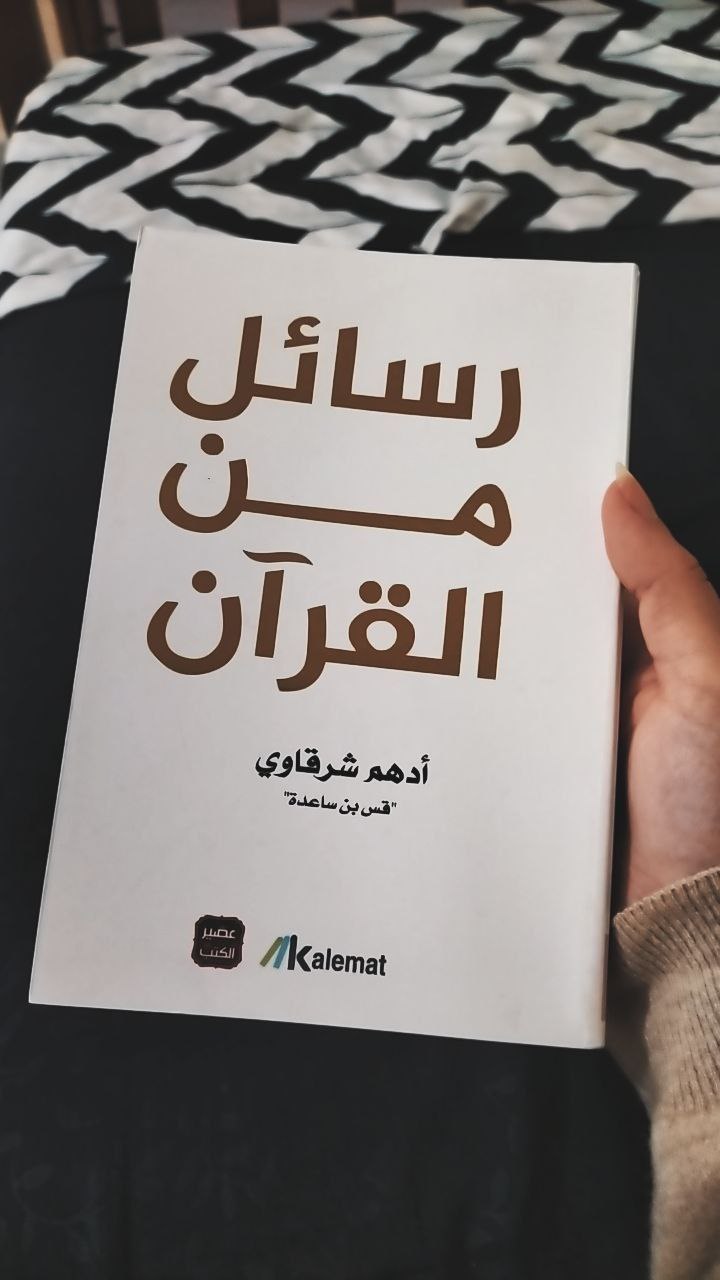 رسائل
من
القرآن
أدهم شرقاوي
"قس بن ساعدة"
عصير
الكتب
Kalemat